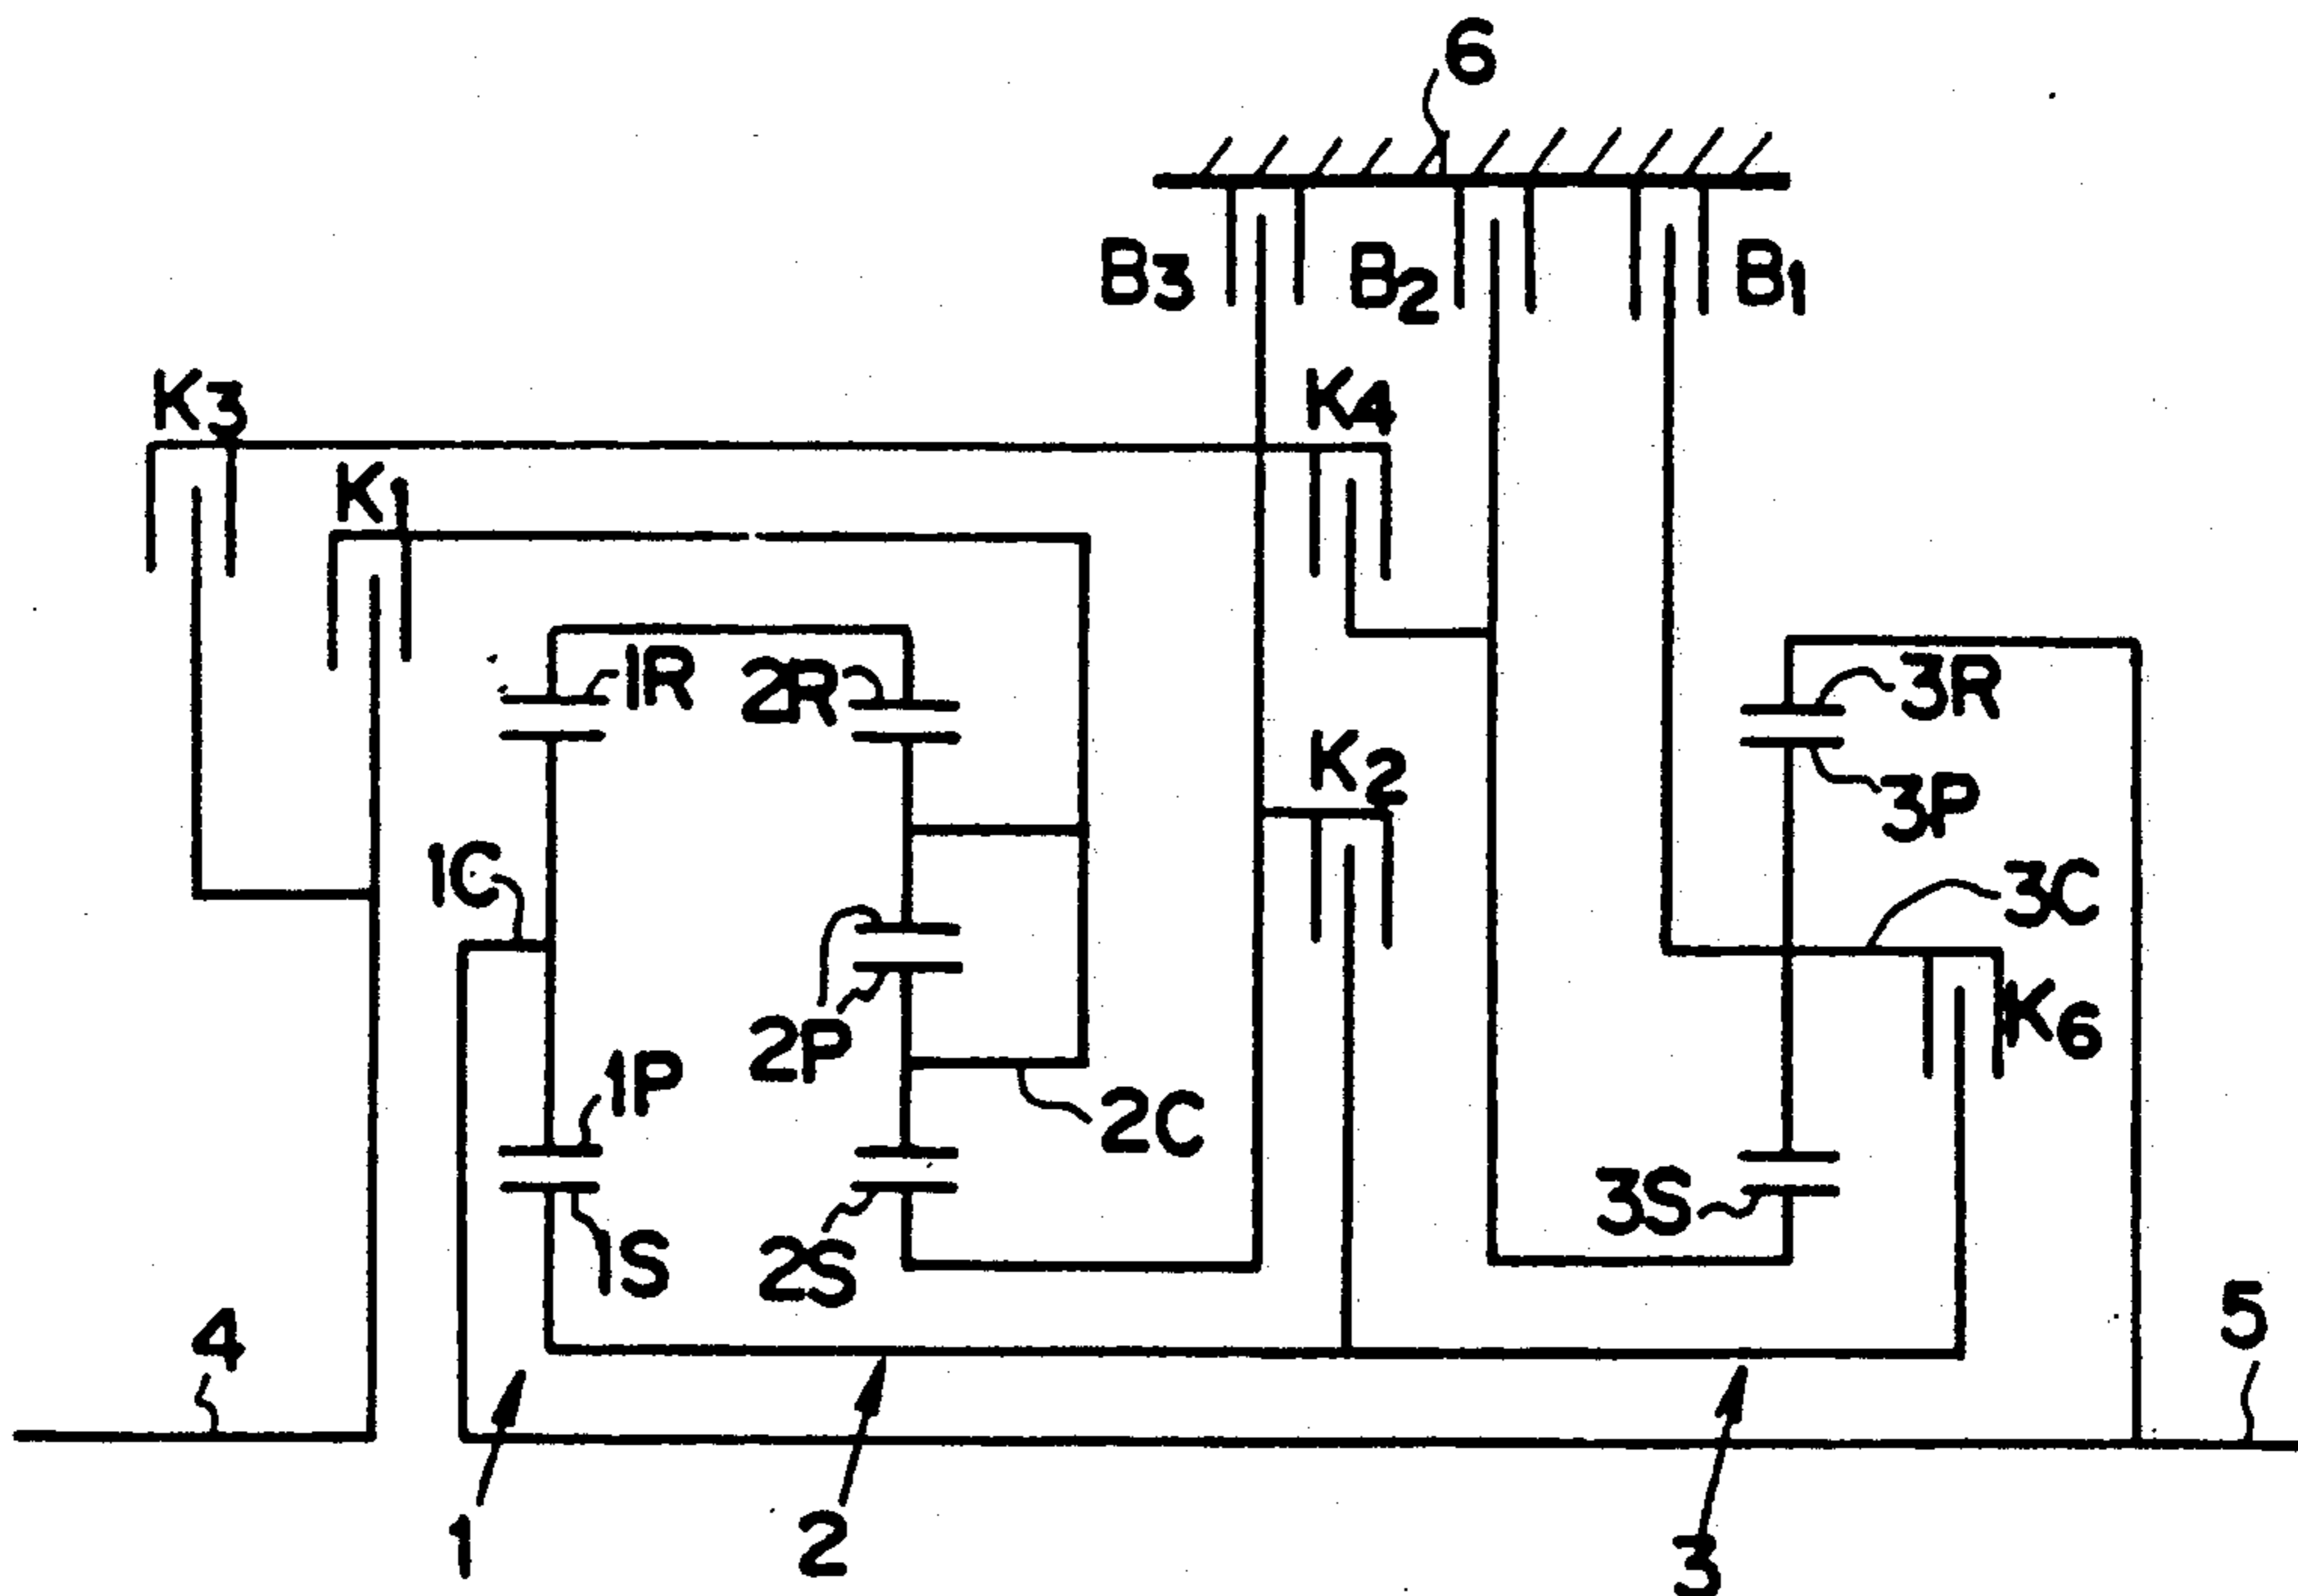 6
B3 B2 B1
K3 K4
K1
1R 2R 3R
K2
3P
1C 3C
2P K6
1P 2C
3S
1S 2S
4 5
1 2 3